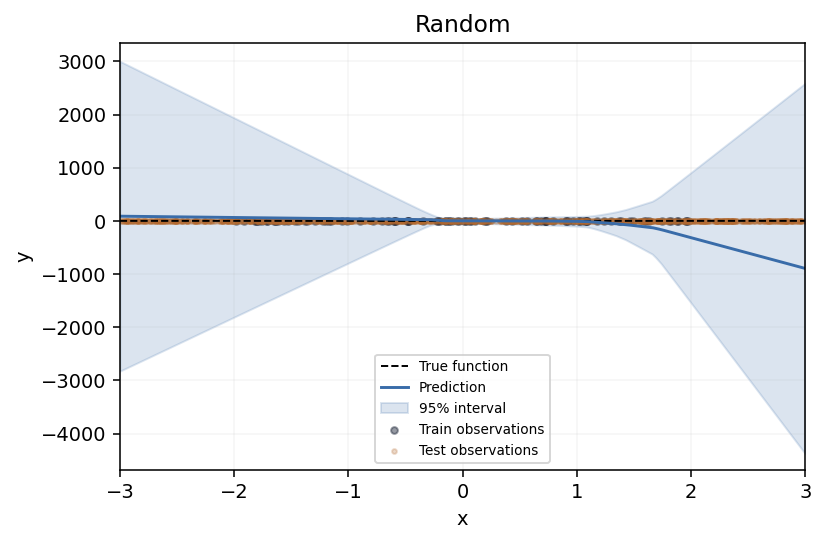 Random
3000
2000
1000
0
−1000
−2000
−3000
−4000
y
True function
Prediction
95% interval
Train observations
Test observations
−3 −2 −1 0 1 2 3
x